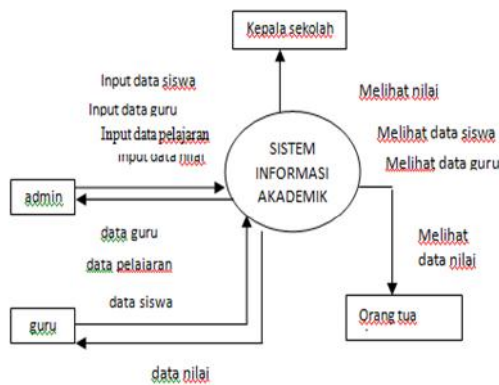 Kepala sekolah
Input data siswa
Input data guru
Input data pelajaran
Input data nilai
Melihat nilai
Melihat data siswa
Melihat data guru
SISTEM
INFORMASI
AKADEMIK
admin
data guru
data pelajaran
data siswa
Melihat
data nilai
guru
Orang tua
data nilai